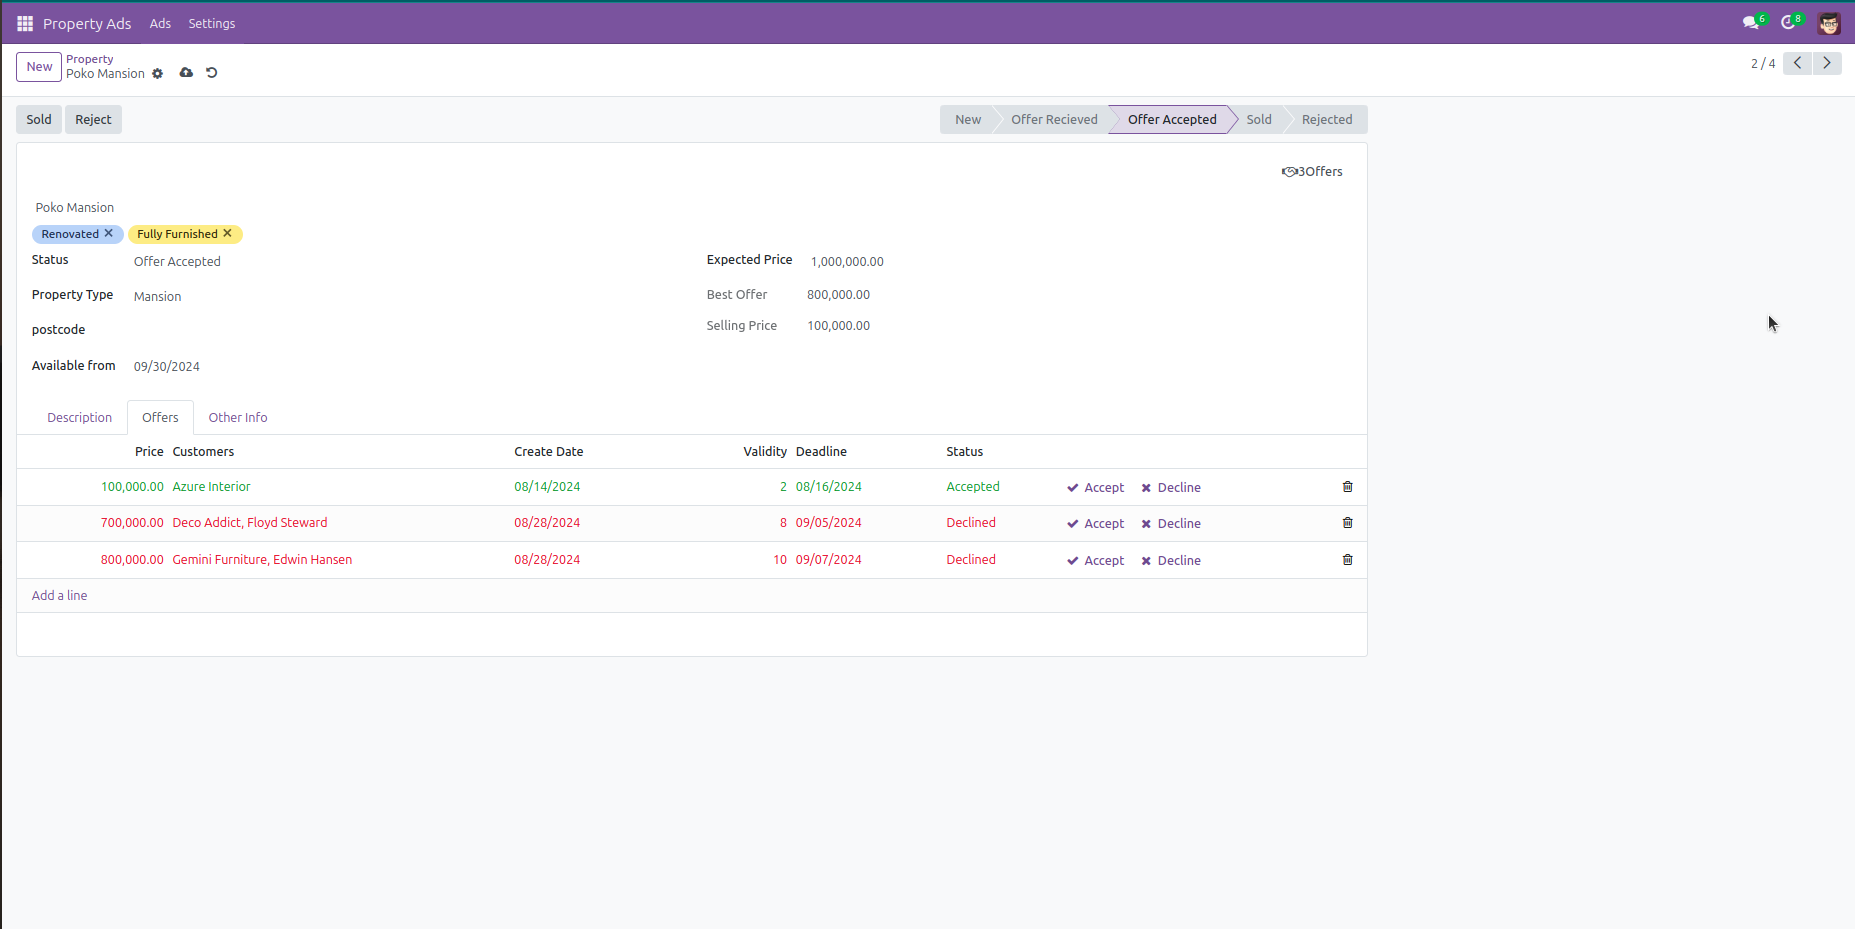 Property Ads Ads Settings 6 8
New Property
Poko Mansion
2 / 4
Sold Reject New Offer Recieved Offer Accepted Sold Rejected
3Offers
Poko Mansion
Renovated Fully Furnished
Status Offer Accepted Expected Price 1,000,000.00
Property Type Mansion Best Offer 800,000.00
postcode Selling Price 100,000.00
Available from 09/30/2024
Description Offers Other Info
Price Customers Create Date Validity Deadline Status
100,000.00 Azure Interior 08/14/2024 2 08/16/2024 Accepted Accept Decline
700,000.00 Deco Addict, Floyd Steward 08/28/2024 8 09/05/2024 Declined Accept Decline
800,000.00 Gemini Furniture, Edwin Hansen 08/28/2024 10 09/07/2024 Declined Accept Decline
Add a line